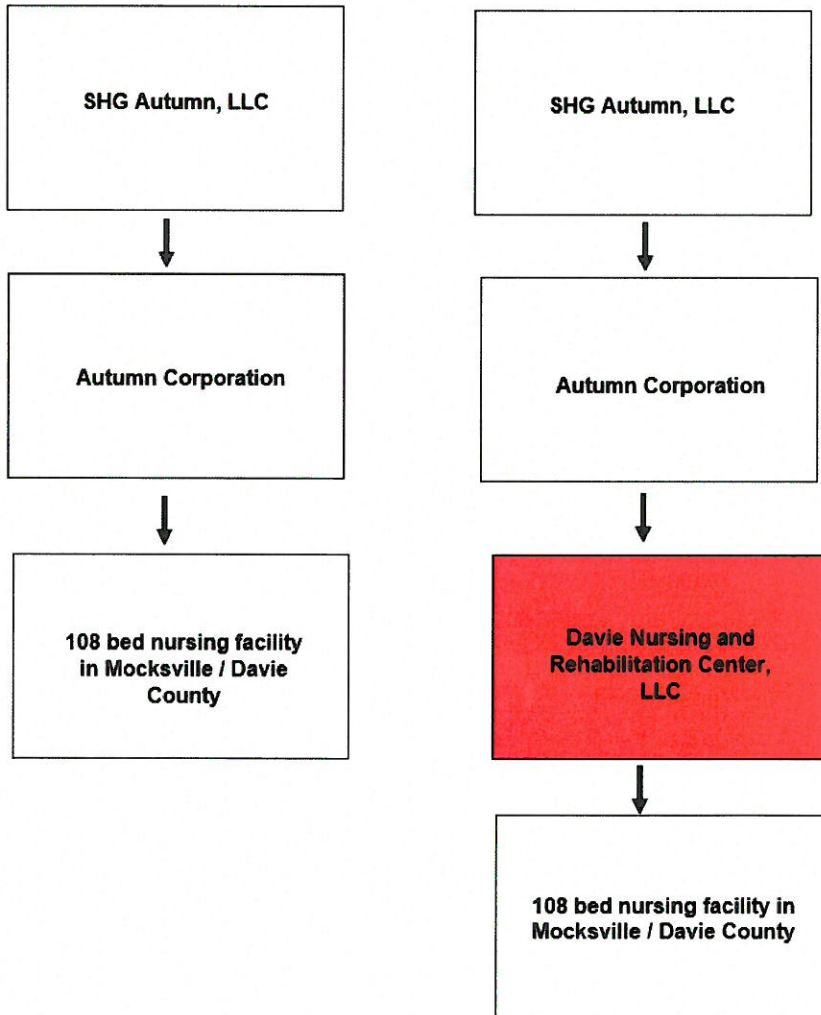 SHG Autumn, LLC
Autumn Corporation
108 bed nursing facility
in Mocksville / Davie
County
SHG Autumn, LLC
Autumn Corporation
Davie Nursing and
Rehabilitation Center,
LLC
108 bed nursing facility in
Mocksville / Davie County